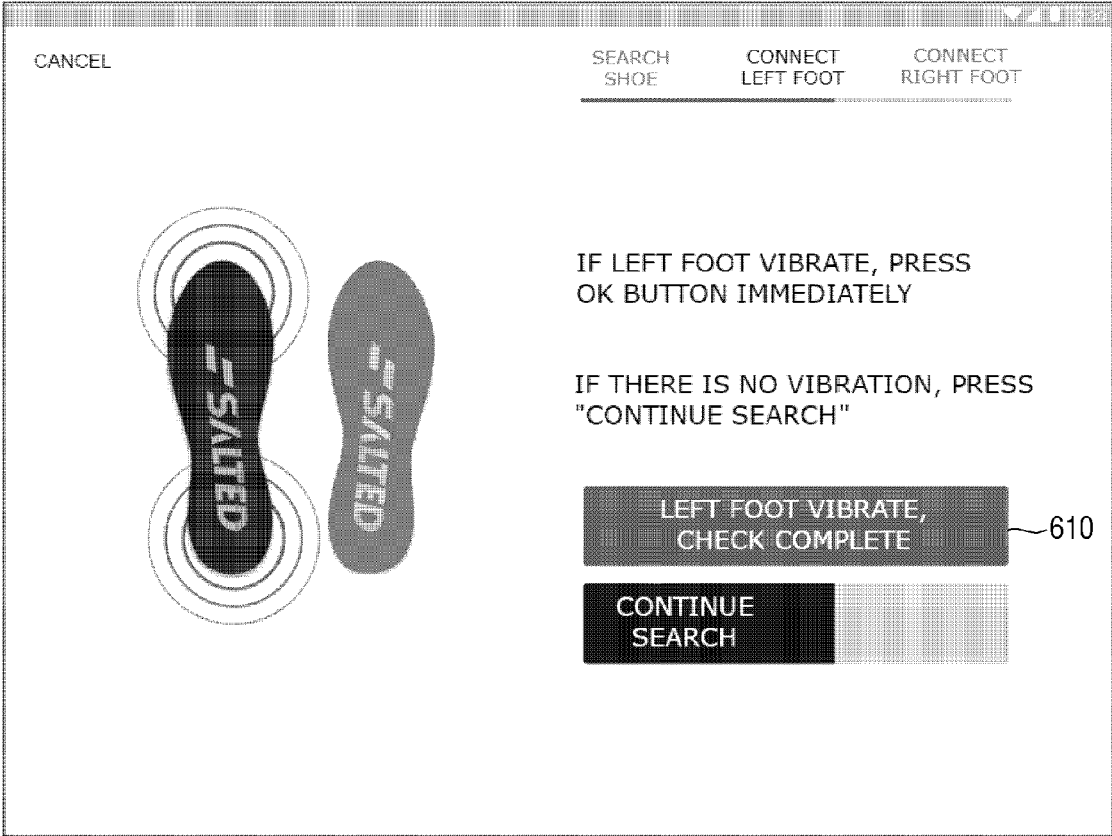 CANCEL
SEARCH
SHOE
CONNECT
LEFT FOOT
CONNECT
RIGHT FOOT
IF LEFT FOOT VIBRATE, PRESS
OK BUTTON IMMEDIATELY
IF THERE IS NO VIBRATION, PRESS
"CONTINUE SEARCH"
LEFT FOOT VIBRATE,
CHECK COMPLETE
610
CONTINUE
SEARCH
SALTED
SALTED